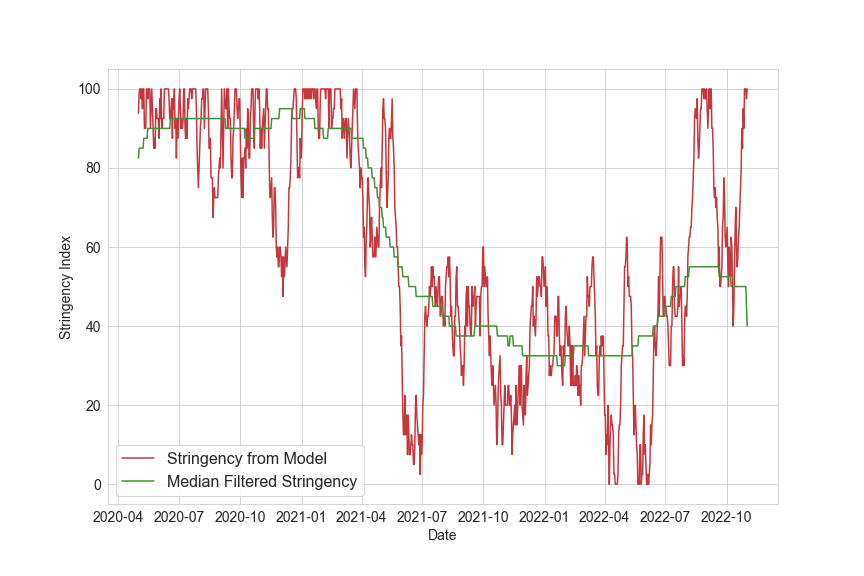 100
80
60
40
20
0
Stringency Index
Stringency from Model
Median Filtered Stringency
2020-04 2020-07 2020-10 2021-01 2021-04 2021-07 2021-10 2022-01 2022-04 2022-07 2022-10
Date